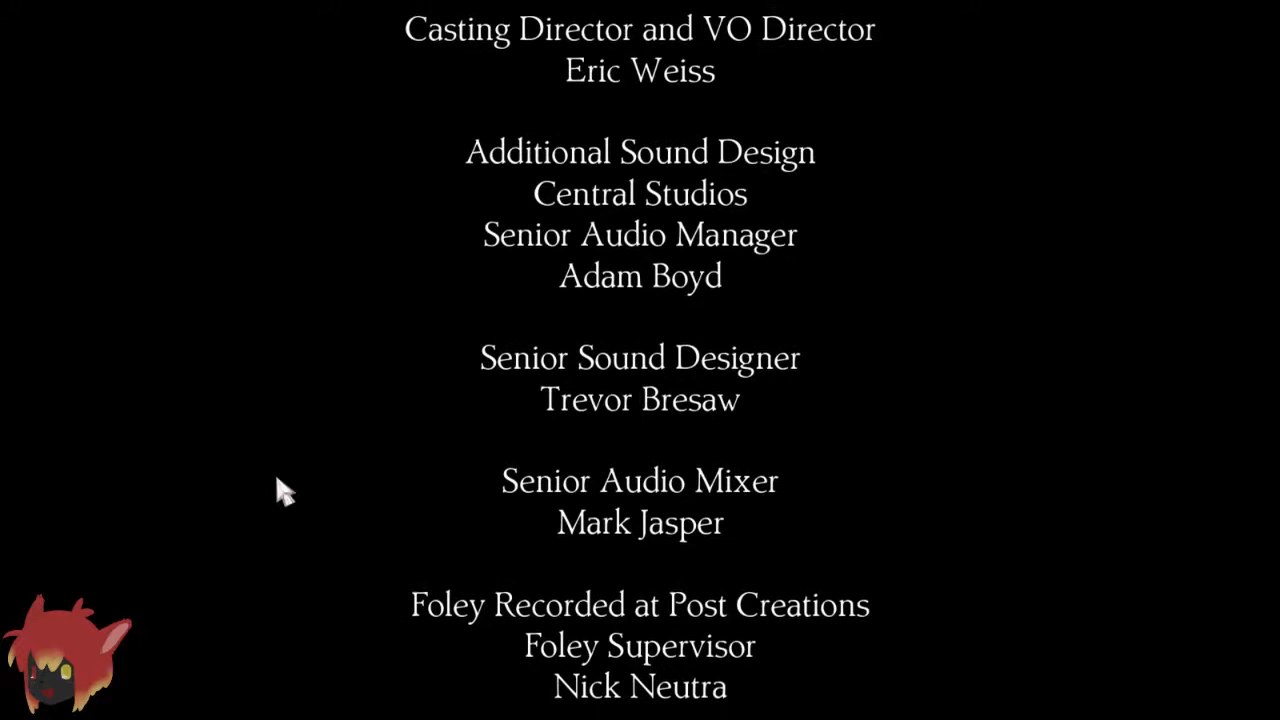 Casting Director and VO Director
Eric Weiss
Additional Sound Design
Central Studios
Senior Audio Manager
Adam Boyd
Senior Sound Designer
Trevor Bresaw
Senior Audio Mixer
Mark Jasper
Foley Recorded at Post Creations
Foley Supervisor
Nick Neutra